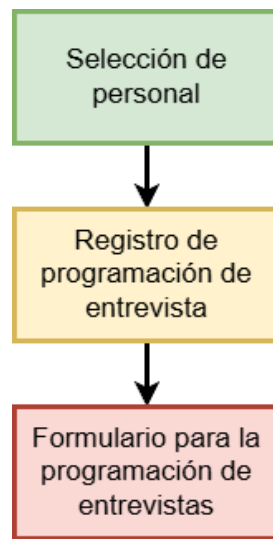 Selección de
personal
Registro de
programación de
entrevista
Formulario para la
programación de
entrevistas